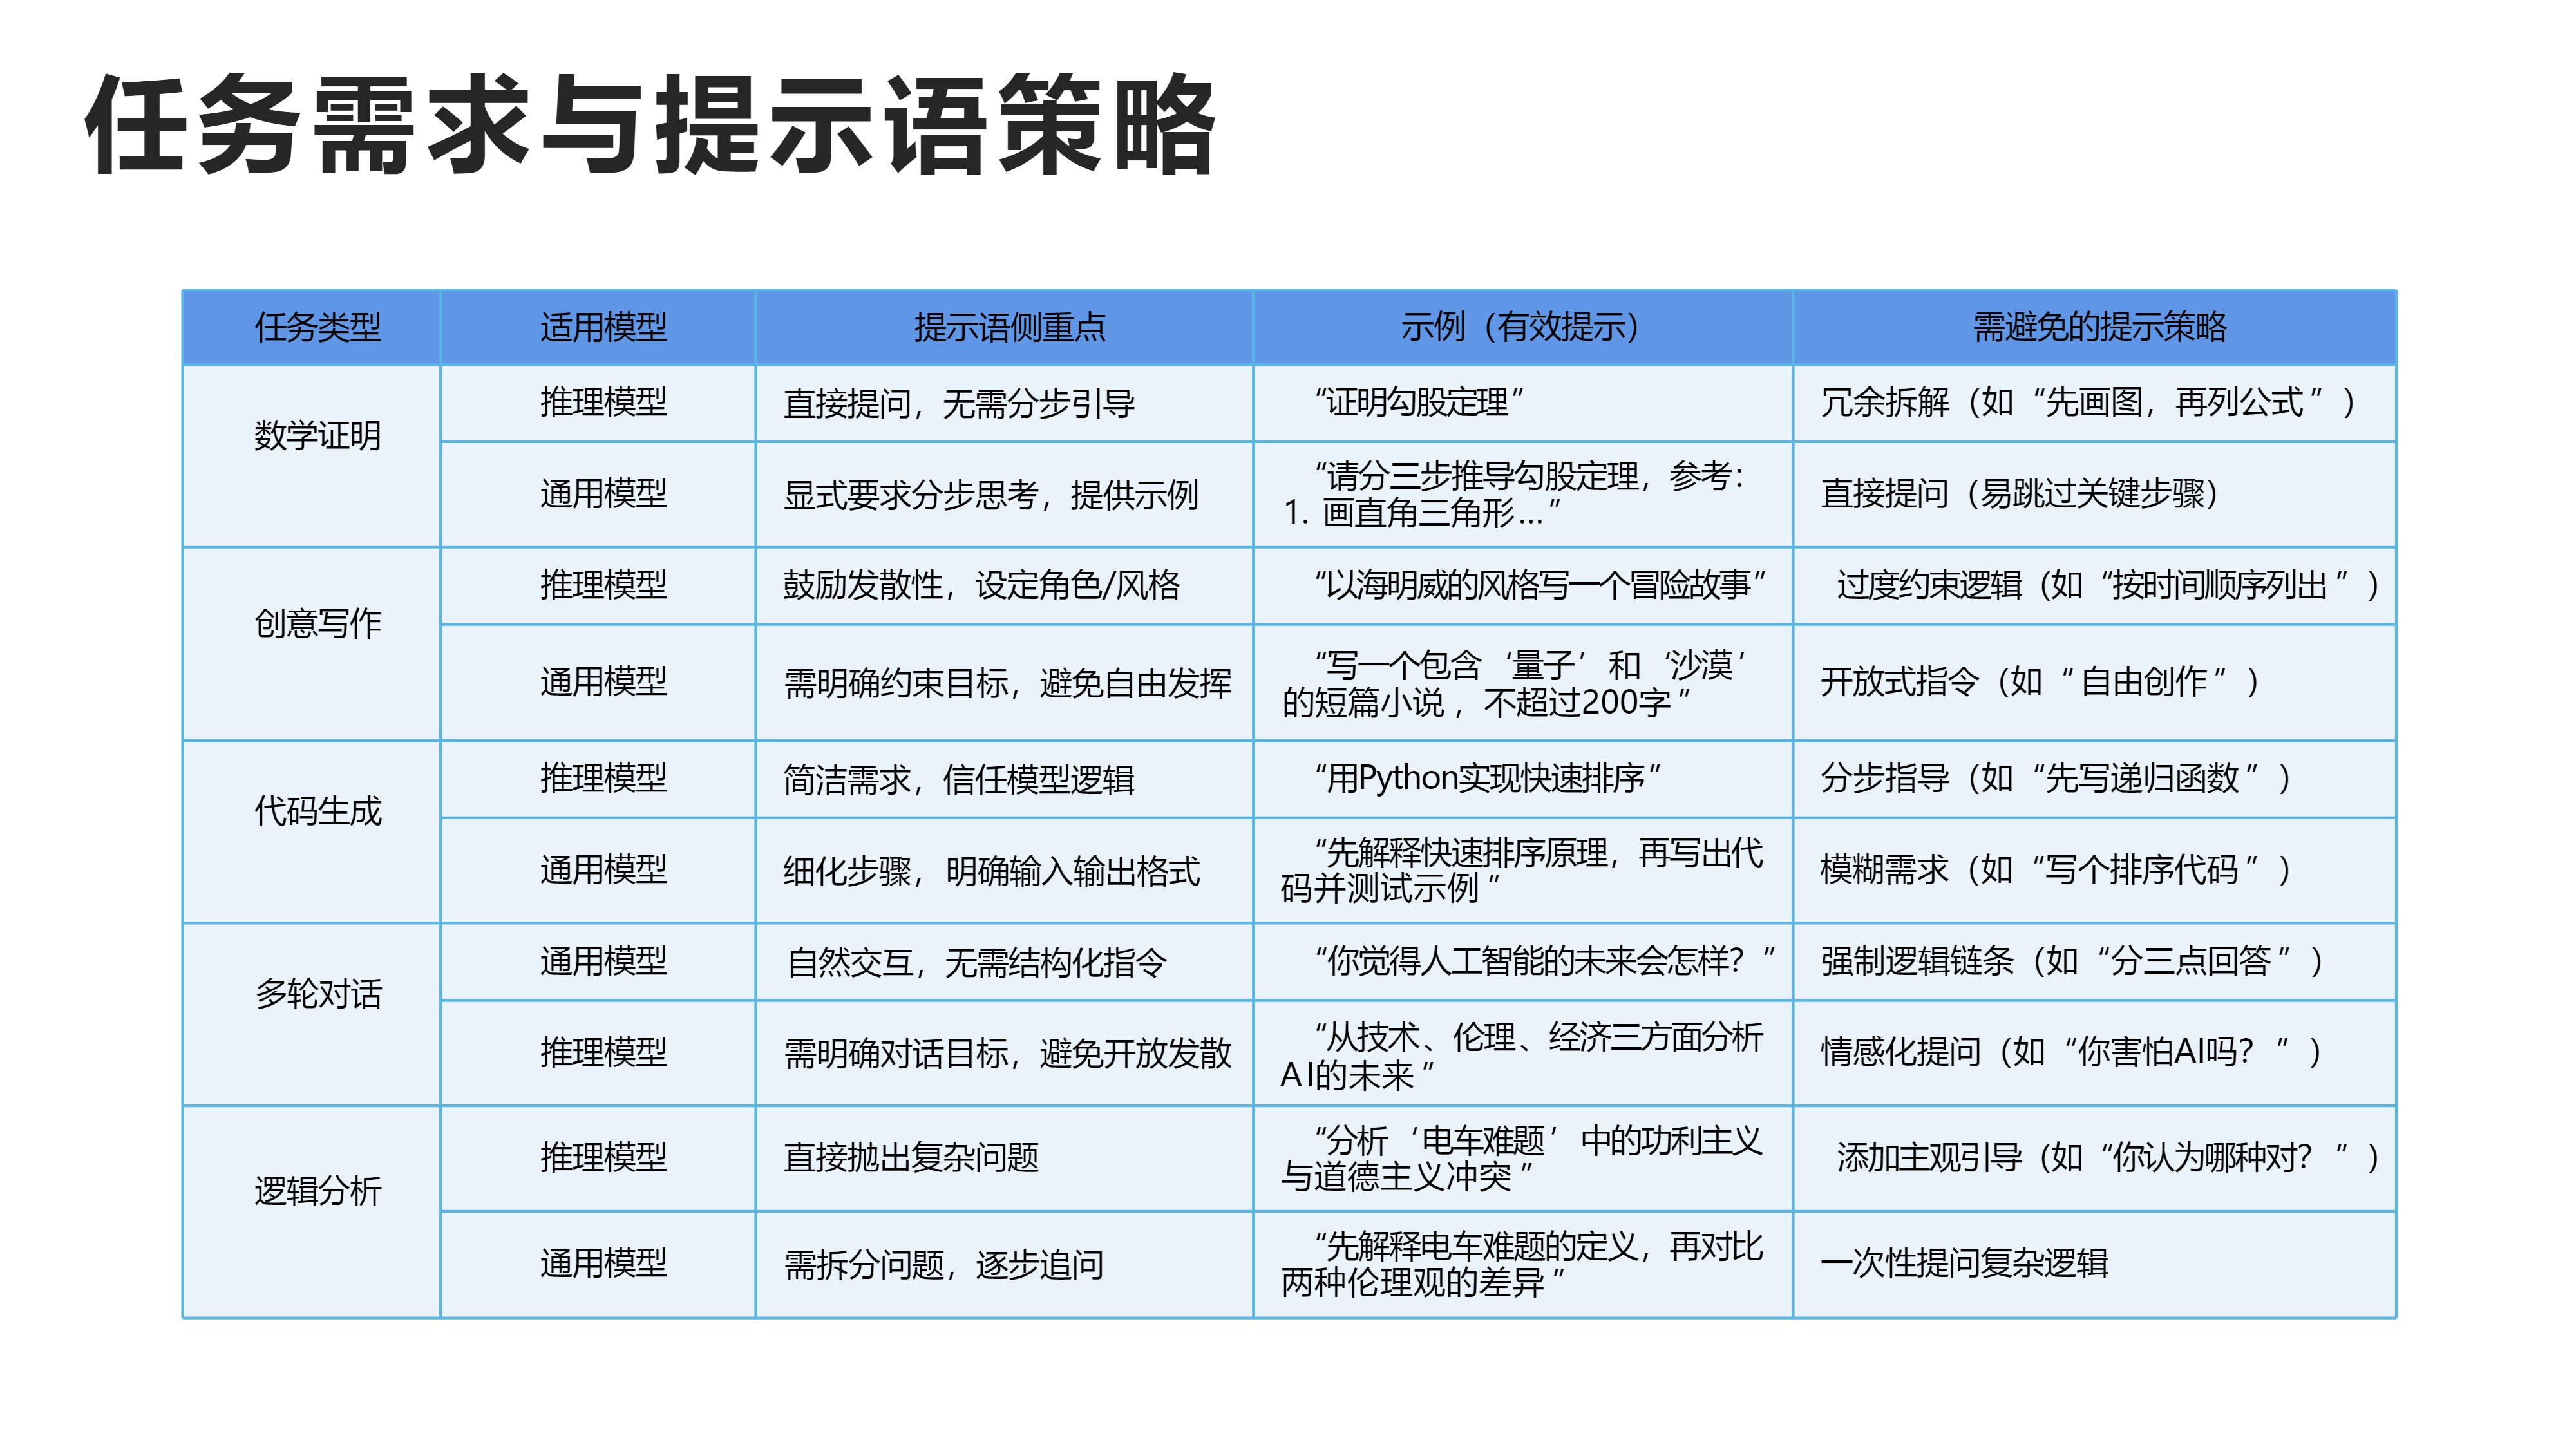 任务需求与提示语策略
任务类型 适用模型 提示语侧重点 示例（有效提示） 需避免的提示策略
数学证明
推理模型 直接提问，无需分步引导 “证明勾股定理” 冗余拆解（如“先画图，再列公式”）
通用模型 显式要求分步思考，提供示例 “请分三步推导勾股定理，参考：
1. 画直角三角形...” 直接提问（易跳过关键步骤）
创意写作
推理模型 鼓励发散性，设定角色/风格 “以海明威的风格写一个冒险故事” 过度约束逻辑（如“按时间顺序列出”）
通用模型 需明确约束目标，避免自由发挥 “写一个包含‘量子’和‘沙漠’
的短篇小说，不超过200字” 开放式指令（如“自由创作”）
代码生成
推理模型 简洁需求，信任模型逻辑 “用Python实现快速排序” 分步指导（如“先写递归函数”）
通用模型 细化步骤，明确输入输出格式 “先解释快速排序原理，再写出代
码并测试示例” 模糊需求（如“写个排序代码”）
多轮对话
通用模型 自然交互，无需结构化指令 “你觉得人工智能的未来会怎样？” 强制逻辑链条（如“分三点回答”）
推理模型 需明确对话目标，避免开放发散 “从技术、伦理、经济三方面分析
AI的未来” 情感化提问（如“你害怕AI吗？”）
逻辑分析
推理模型 直接抛出复杂问题 “分析‘电车难题’中的功利主义
与道德主义冲突” 添加主观引导（如“你认为哪种对？”）
通用模型 需拆分问题，逐步追问 “先解释电车难题的定义，再对比
两种伦理观的差异” 一次性提问复杂逻辑